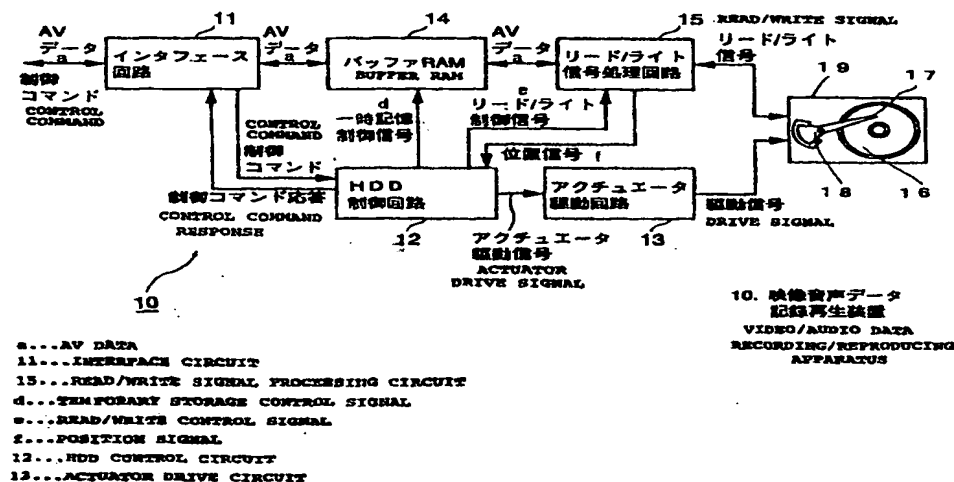 11
14
15
READ/WRITE SIGNAL
AV
データ
a
インタフェース
回路
AV
データ
a
バッファRAM
BUFFER RAM
AV
データ
a
リード/ライト
信号処理回路
リード/ライト
信号
19
17
制御
コマンド
CONTROL
COMMAND
CONTROL
COMMAND
制御
コマンド
d
一時記憶
制御信号
e
リード/ライト
制御信号
位置信号 f
18
16
制御コマンド応答
CONTROL COMMAND
RESPONSE
HDD
制御回路
12
アクチュエータ
駆動回路
13
駆動信号
DRIVE SIGNAL
アクチュエータ
駆動信号
ACTUATOR
DRIVE SIGNAL
10
10. 映像音声データ
記録再生装置
VIDEO/AUDIO DATA
RECORDING/REPRODUCING
APPARATUS
a...AV DATA
11...INTERFACE CIRCUIT
15...READ/WRITE SIGNAL PROCESSING CIRCUIT
d...TEMPORARY STORAGE CONTROL SIGNAL
e...READ/WRITE CONTROL SIGNAL
f...POSITION SIGNAL
12...HDD CONTROL CIRCUIT
13...ACTUATOR DRIVE CIRCUIT